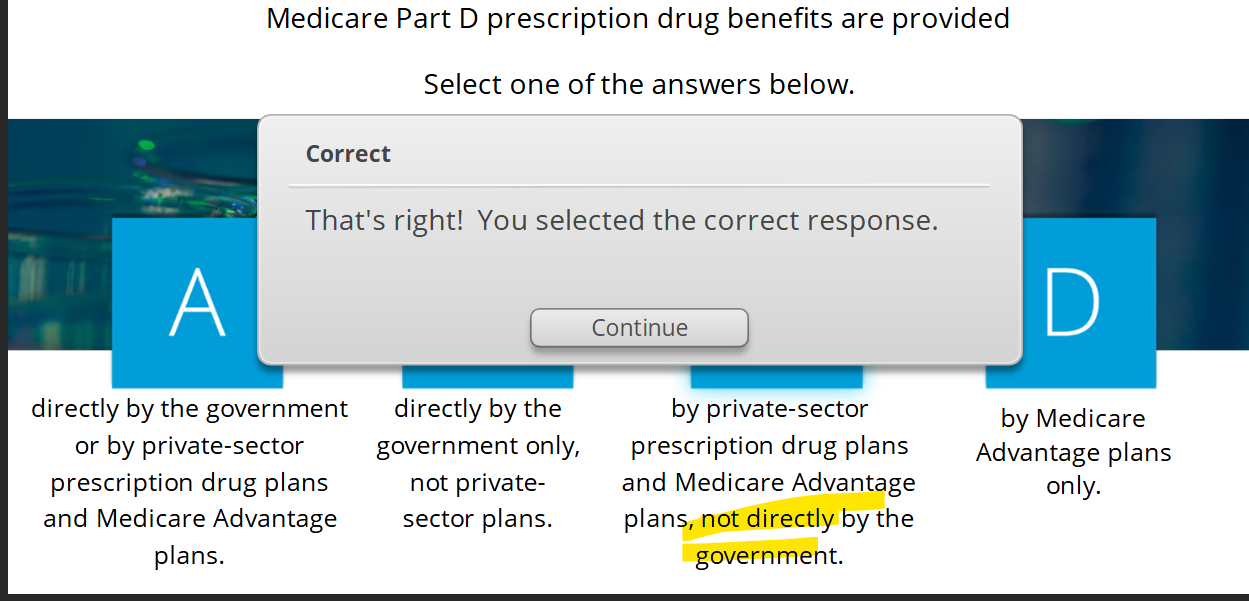 Medicare Part D prescription drug benefits are provided
Select one of the answers below.
Correct
That's right!  You selected the correct response.
Continue
A
D
directly by the government
or by private-sector
prescription drug plans
and Medicare Advantage
plans.
directly by the
government only,
not private-
sector plans.
by private-sector
prescription drug plans
and Medicare Advantage
plans, not directly by the
government.
by Medicare
Advantage plans
only.